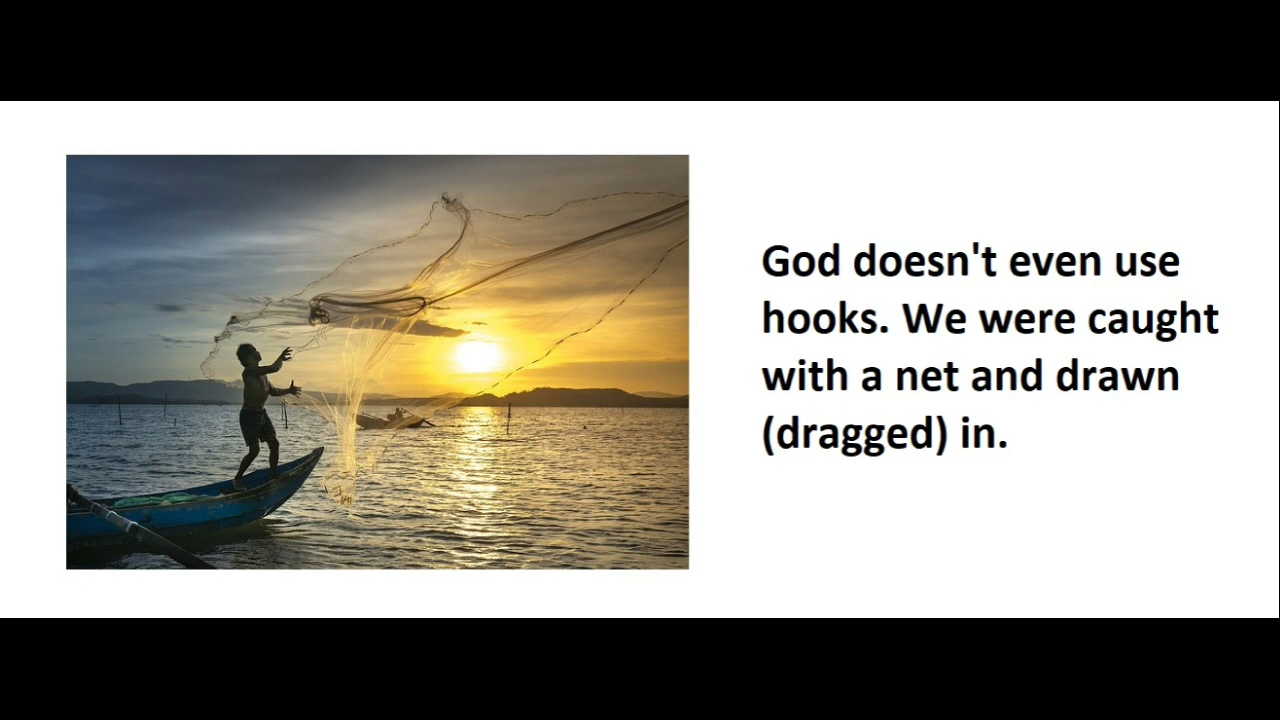 God doesn't even use
hooks. We were caught
with a net and drawn
(dragged) in.